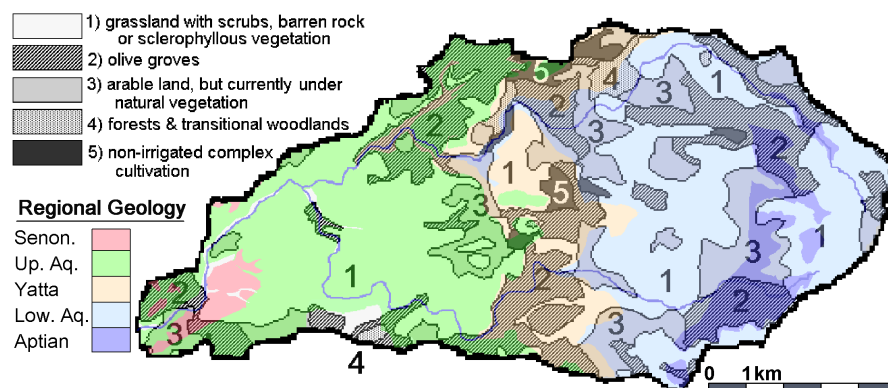 1) grassland with scrubs, barren rock
or sclerophyllous vegetation
2) olive groves
3) arable land, but currently under
natural vegetation
4) forests & transitional woodlands
5) non-irrigated complex
cultivation
Regional Geology
Senon.
Up. Aq.
Yatta
Low. Aq.
Aptian
5
4
1
2
3
2
3
2
1
5
3
3
1
1
2
1
2
2
3
3
4
0 1km